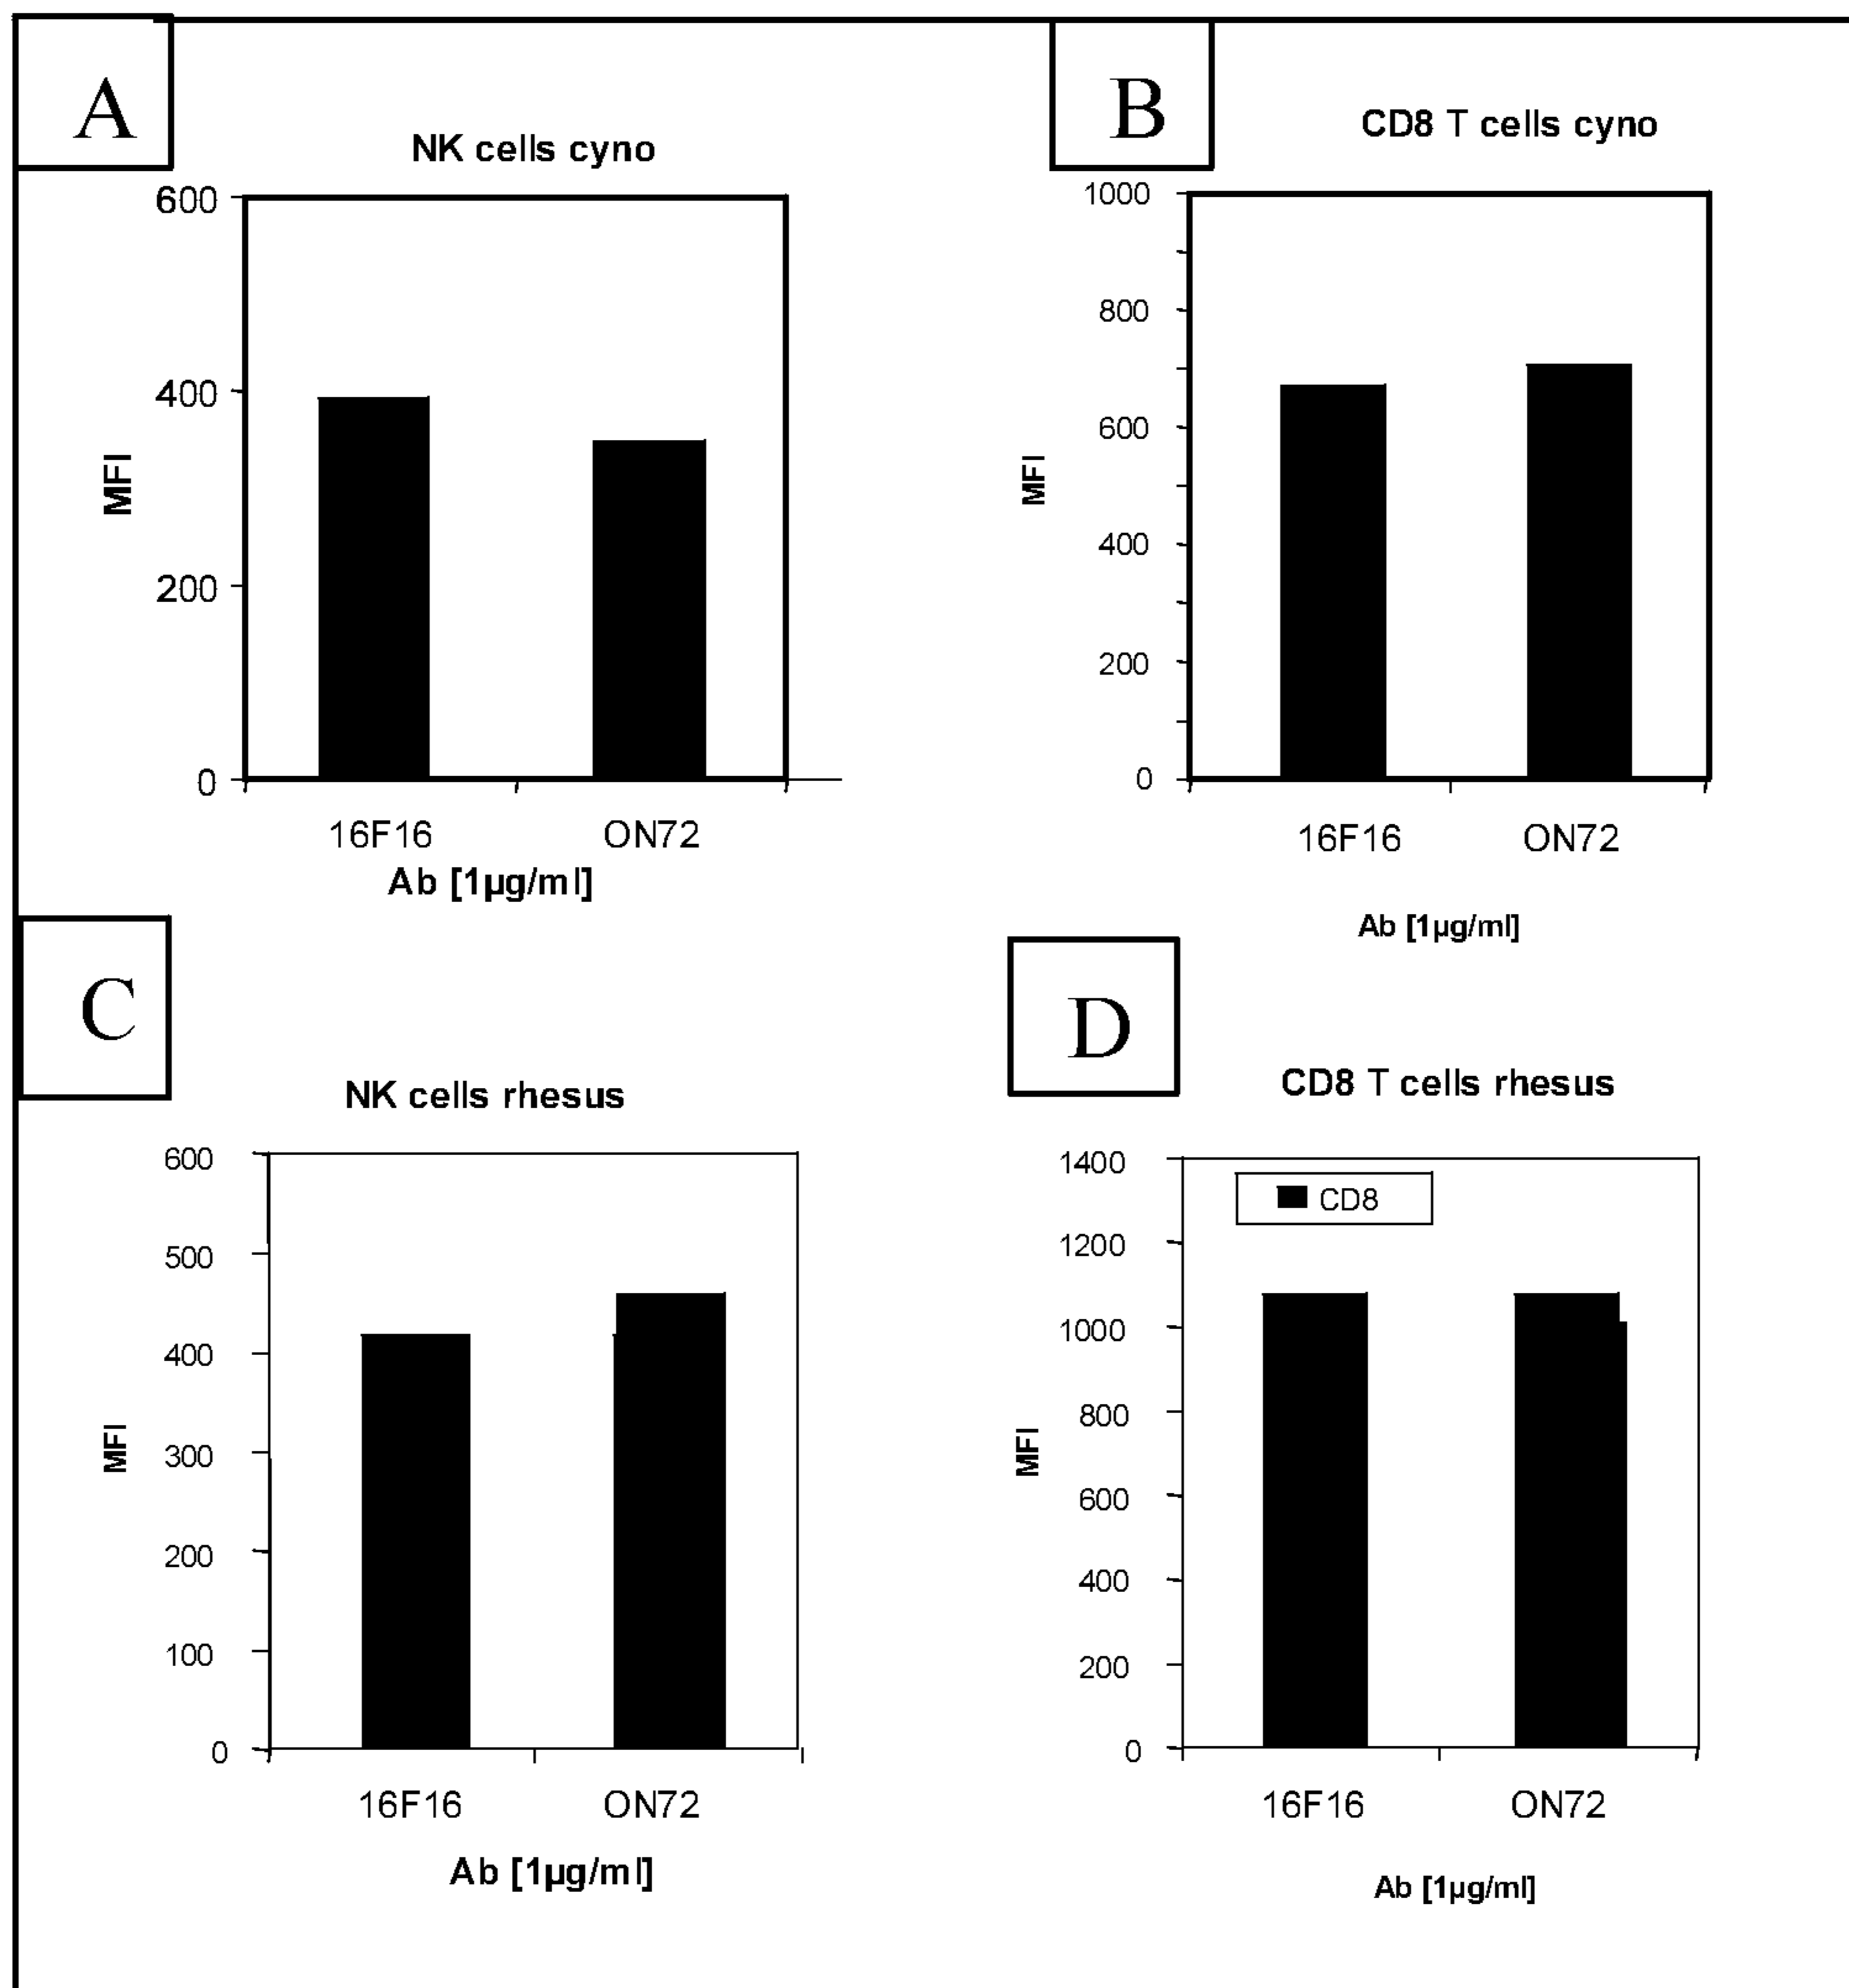 A
NK cells cyno
600
400
200
0
MFI
16F16 ON72
Ab [1µg/ml]
B
CD8 T cells cyno
1000
800
600
400
200
0
MFI
16F16 ON72
Ab [1µg/ml]
C
NK cells rhesus
600
500
400
300
200
100
0
MFI
16F16 ON72
Ab [1µg/ml]
D
CD8 T cells rhesus
1400
1200
1000
800
600
400
200
0
CD8
MFI
16F16 ON72
Ab [1µg/ml]